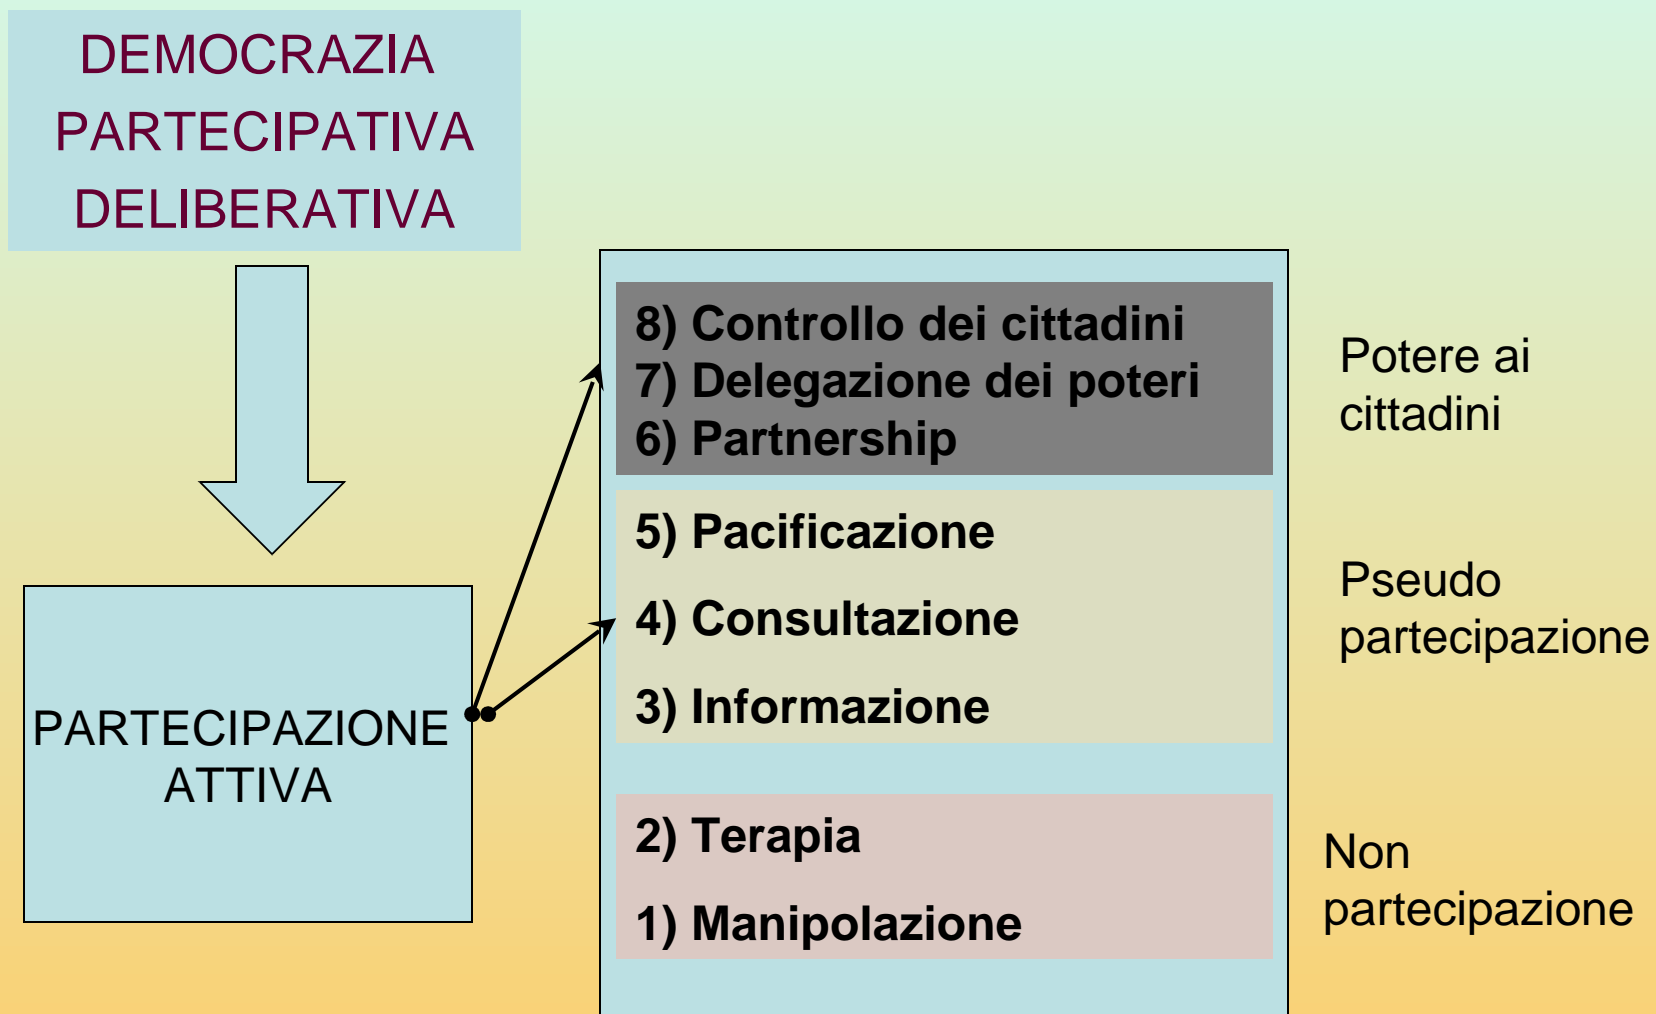 DEMOCRAZIA
PARTECIPATIVA
DELIBERATIVA
PARTECIPAZIONE
ATTIVA
8) Controllo dei cittadini
7) Delegazione dei poteri
6) Partnership
5) Pacificazione
4) Consultazione
3) Informazione
2) Terapia
1) Manipolazione
Potere ai
cittadini
Pseudo
partecipazione
Non
partecipazione